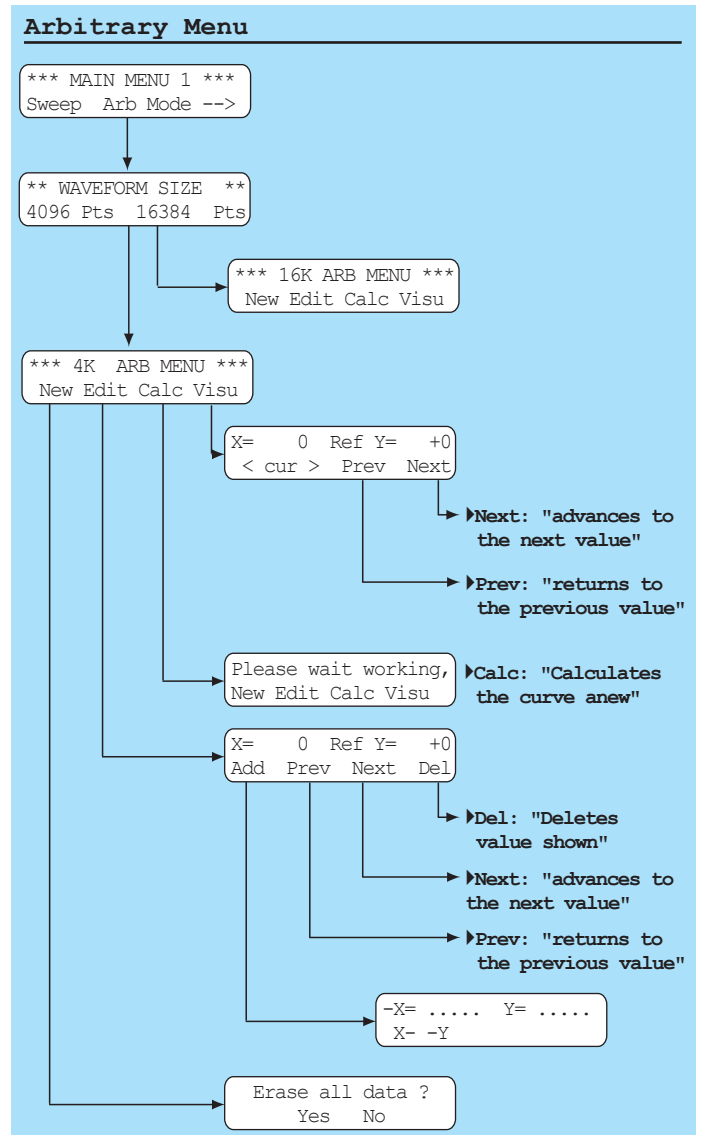 Arbitrary Menu
*** MAIN MENU 1 ***
Sweep Arb Mode -->
** WAVEFORM SIZE **
4096 Pts 16384 Pts
*** 16K ARB MENU ***
New Edit Calc Visu
*** 4K ARB MENU ***
New Edit Calc Visu
X= 0 Ref Y= +0
< cur > Prev Next
Next: "advances to
the next value"
Prev: "returns to
the previous value"
Please wait working,
New Edit Calc Visu
Calc: "Calculates
the curve anew"
X= 0 Ref Y= +0
Add Prev Next Del
Del: "Deletes
value shown"
Next: "advances to
the next value"
Prev: "returns to
the previous value"
-X= ..... Y= .....
X- -Y
Erase all data ?
Yes No